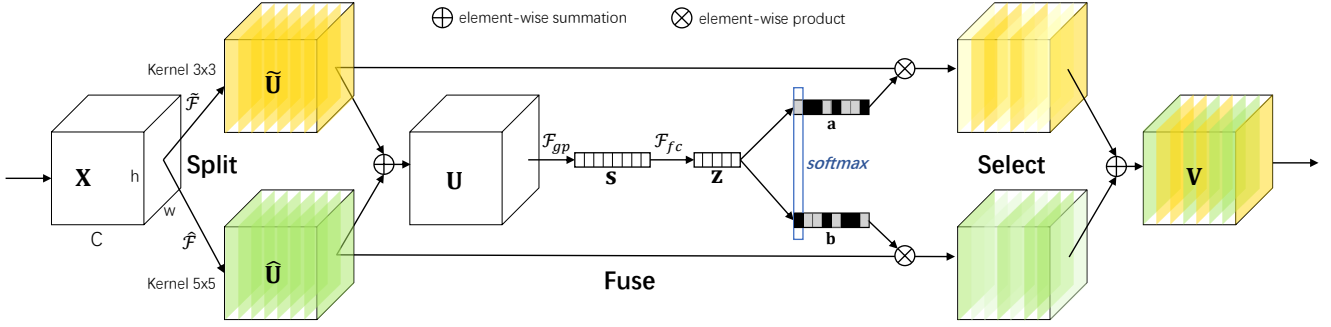 ⊕ element-wise summation ⊗ element-wise product
Kernel 3x3
Ũ
F̃
X
h
w
C
Split
F̂
Kernel 5x5
Û
U
F_gp
s
F_fc
z
a
softmax
b
Fuse
Select
V